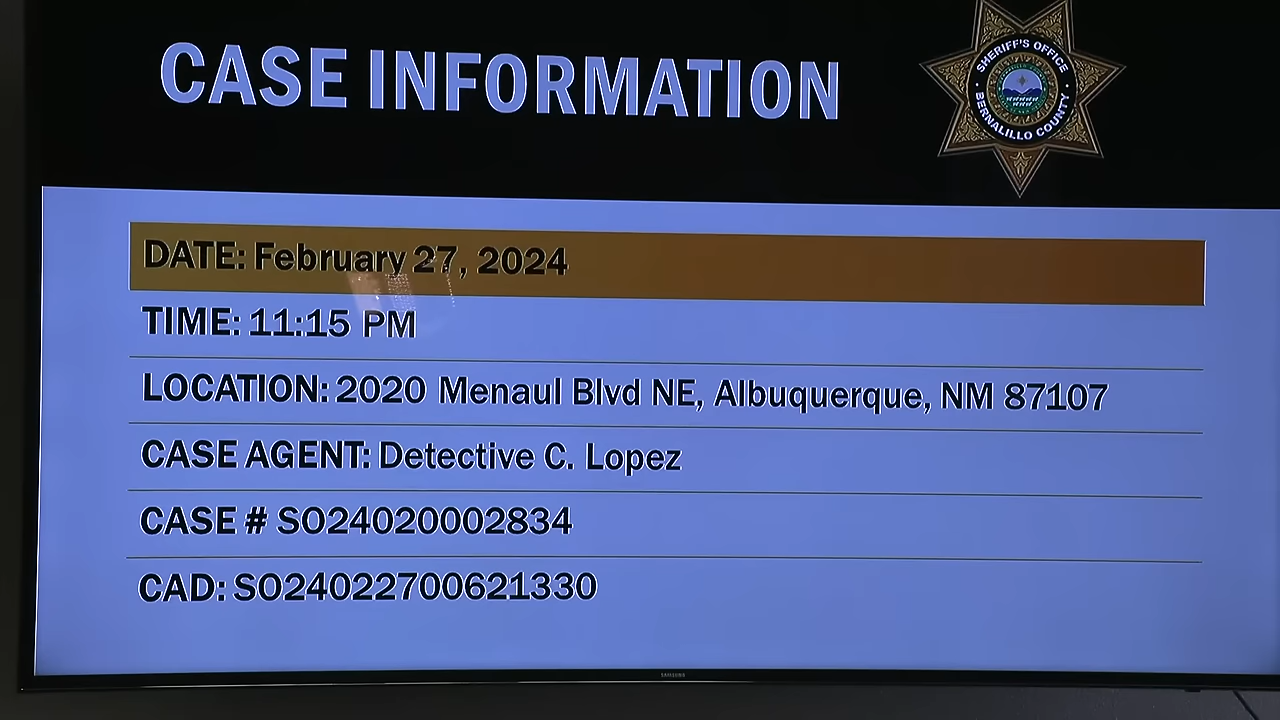 CASE INFORMATION
SHERIFF'S OFFICE
BERNALILLO COUNTY
DATE: February 27, 2024
TIME: 11:15 PM
LOCATION: 2020 Menaul Blvd NE, Albuquerque, NM 87107
CASE AGENT: Detective C. Lopez
CASE # SO24020002834
CAD: SO24022700621330
SAMSUNG